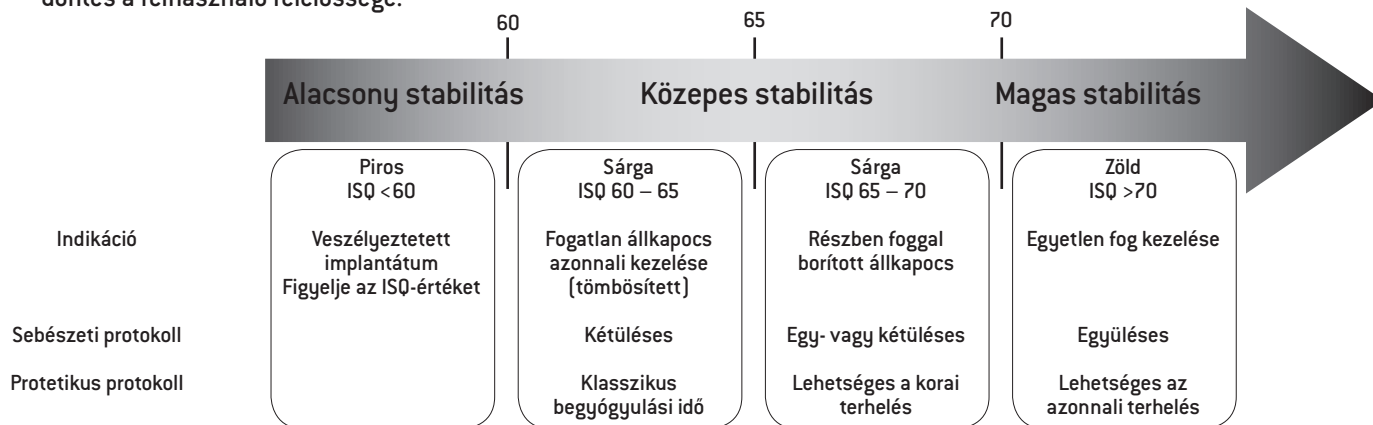 döntés a felhasználó felelőssége.
60
65
70
Alacsony stabilitás
Közepes stabilitás
Magas stabilitás
Piros
ISQ <60
Sárga
ISQ 60 – 65
Sárga
ISQ 65 – 70
Zöld
ISQ >70
Indikáció
Veszélyeztetett
implantátum
Figyelje az ISQ-értéket
Fogatlan állkapocs
azonnali kezelése
(tömbösített)
Részben foggal
borított állkapocs
Egyetlen fog kezelése
Sebészeti protokoll
Kétüléses
Egy- vagy kétüléses
Együléses
Protetikus protokoll
Klasszikus
begyógyulási idő
Lehetséges a korai
terhelés
Lehetséges az
azonnali terhelés